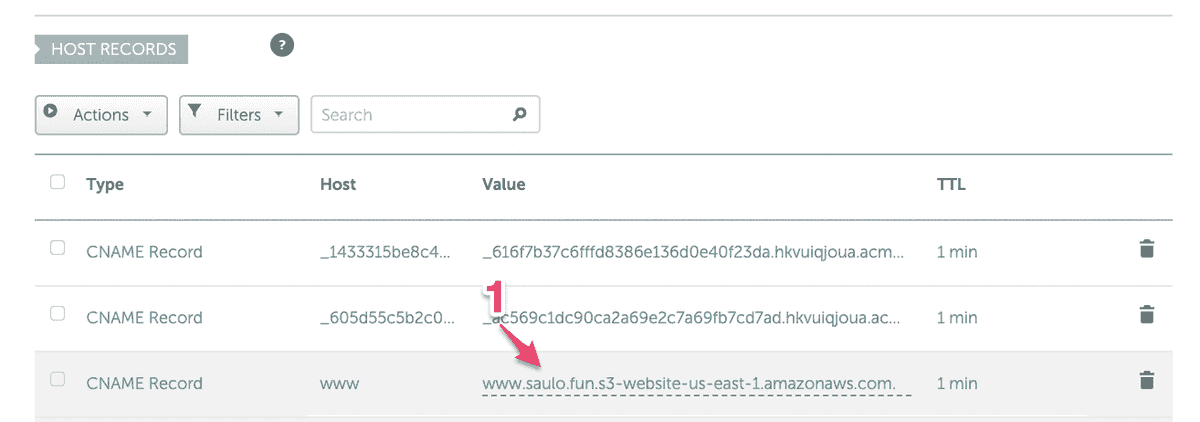 HOST RECORDS ?
Actions Filters Search
Type Host Value TTL
CNAME Record _1433315be8c4... _616f7b37c6fffd8386e136d0e40f23da.hkvuiqjoua.acm... 1 min
1
CNAME Record _605d55c5b2c0... _ac569c1dc90ca2a69e2c7a69fb7cd7ad.hkvuiqjoua.ac... 1 min
CNAME Record www www.saulo.fun.s3-website-us-east-1.amazonaws.com. 1 min